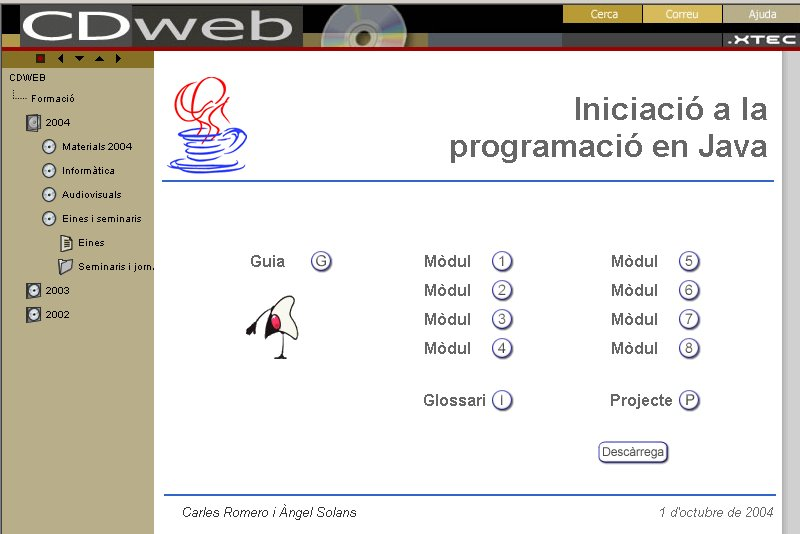 CDweb
Cerca
Correu
Ajuda
.XTEC
CDWEB
Formació
2004
Materials 2004
Informàtica
Audiovisuals
Eines i seminaris
Eines
Seminaris i jorn.
2003
2002
Iniciació a la
programació en Java
Guia G
Mòdul 1
Mòdul 2
Mòdul 3
Mòdul 4
Mòdul 5
Mòdul 6
Mòdul 7
Mòdul 8
Glossari I
Projecte P
Descàrrega
Carles Romero i Àngel Solans
1 d'octubre de 2004